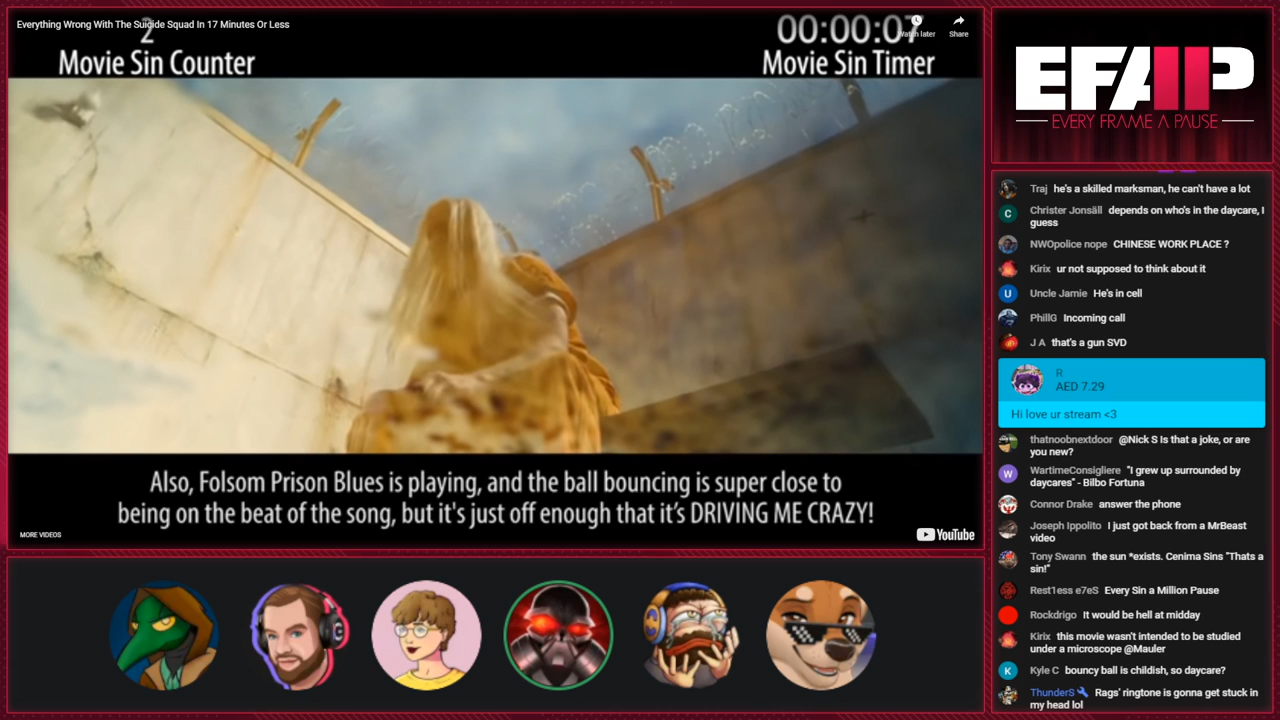 Everything Wrong With The Suicide Squad In 17 Minutes Or Less
2
Movie Sin Counter
00:00:07
Movie Sin Timer
Watch later
Share
Also, Folsom Prison Blues is playing, and the ball bouncing is super close to
being on the beat of the song, but it's just off enough that it's DRIVING ME CRAZY!
MORE VIDEOS
YouTube
EFAP
EVERY FRAME A PAUSE
Traj he's a skilled marksman, he can't have a lot
Christer Jonsäll depends on who's in the daycare, I
guess
NWOpolice nope CHINESE WORK PLACE ?
Kirix ur not supposed to think about it
Uncle Jamie He's in cell
PhillG Incoming call
J A that's a gun SVD
R
AED 7.29
Hi love ur stream <3
thatnoobnextdoor @Nick S Is that a joke, or are
you new?
WartimeConsigliere "I grew up surrounded by
daycares" - Bilbo Fortuna
Connor Drake answer the phone
Joseph Ippolito I just got back from a MrBeast
video
Tony Swann the sun *exists. Cenima Sins "Thats a
sin!"
Rest1ess e7eS Every Sin a Million Pause
Rockdrigo It would be hell at midday
Kirix this movie wasn't intended to be studied
under a microscope @Mauler
Kyle C bouncy ball is childish, so daycare?
ThunderS Rags' ringtone is gonna get stuck in
my head lol
C
U
W
K